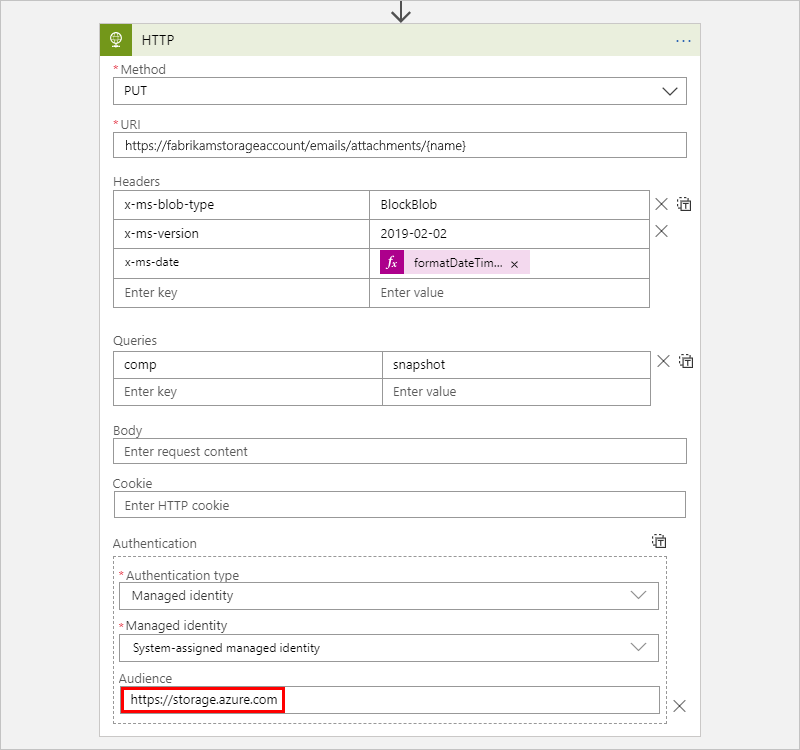 HTTP
* Method
PUT
* URI
https://fabrikamstorageaccount/emails/attachments/{name}
Headers
x-ms-blob-type BlockBlob
x-ms-version 2019-02-02
x-ms-date fx formatDateTim... ×
Enter key Enter value
Queries
comp snapshot
Enter key Enter value
Body
Enter request content
Cookie
Enter HTTP cookie
Authentication
* Authentication type
Managed identity
* Managed identity
System-assigned managed identity
Audience
https://storage.azure.com